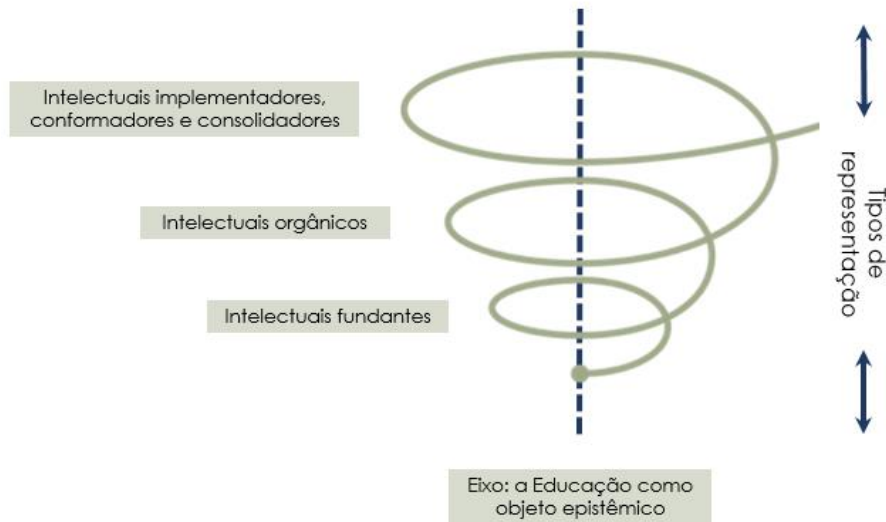 Intelectuais implementadores,
conformadores e consolidadores
Intelectuais orgânicos
Intelectuais fundantes
Tipos de
representação
Eixo: a Educação como
objeto epistêmico